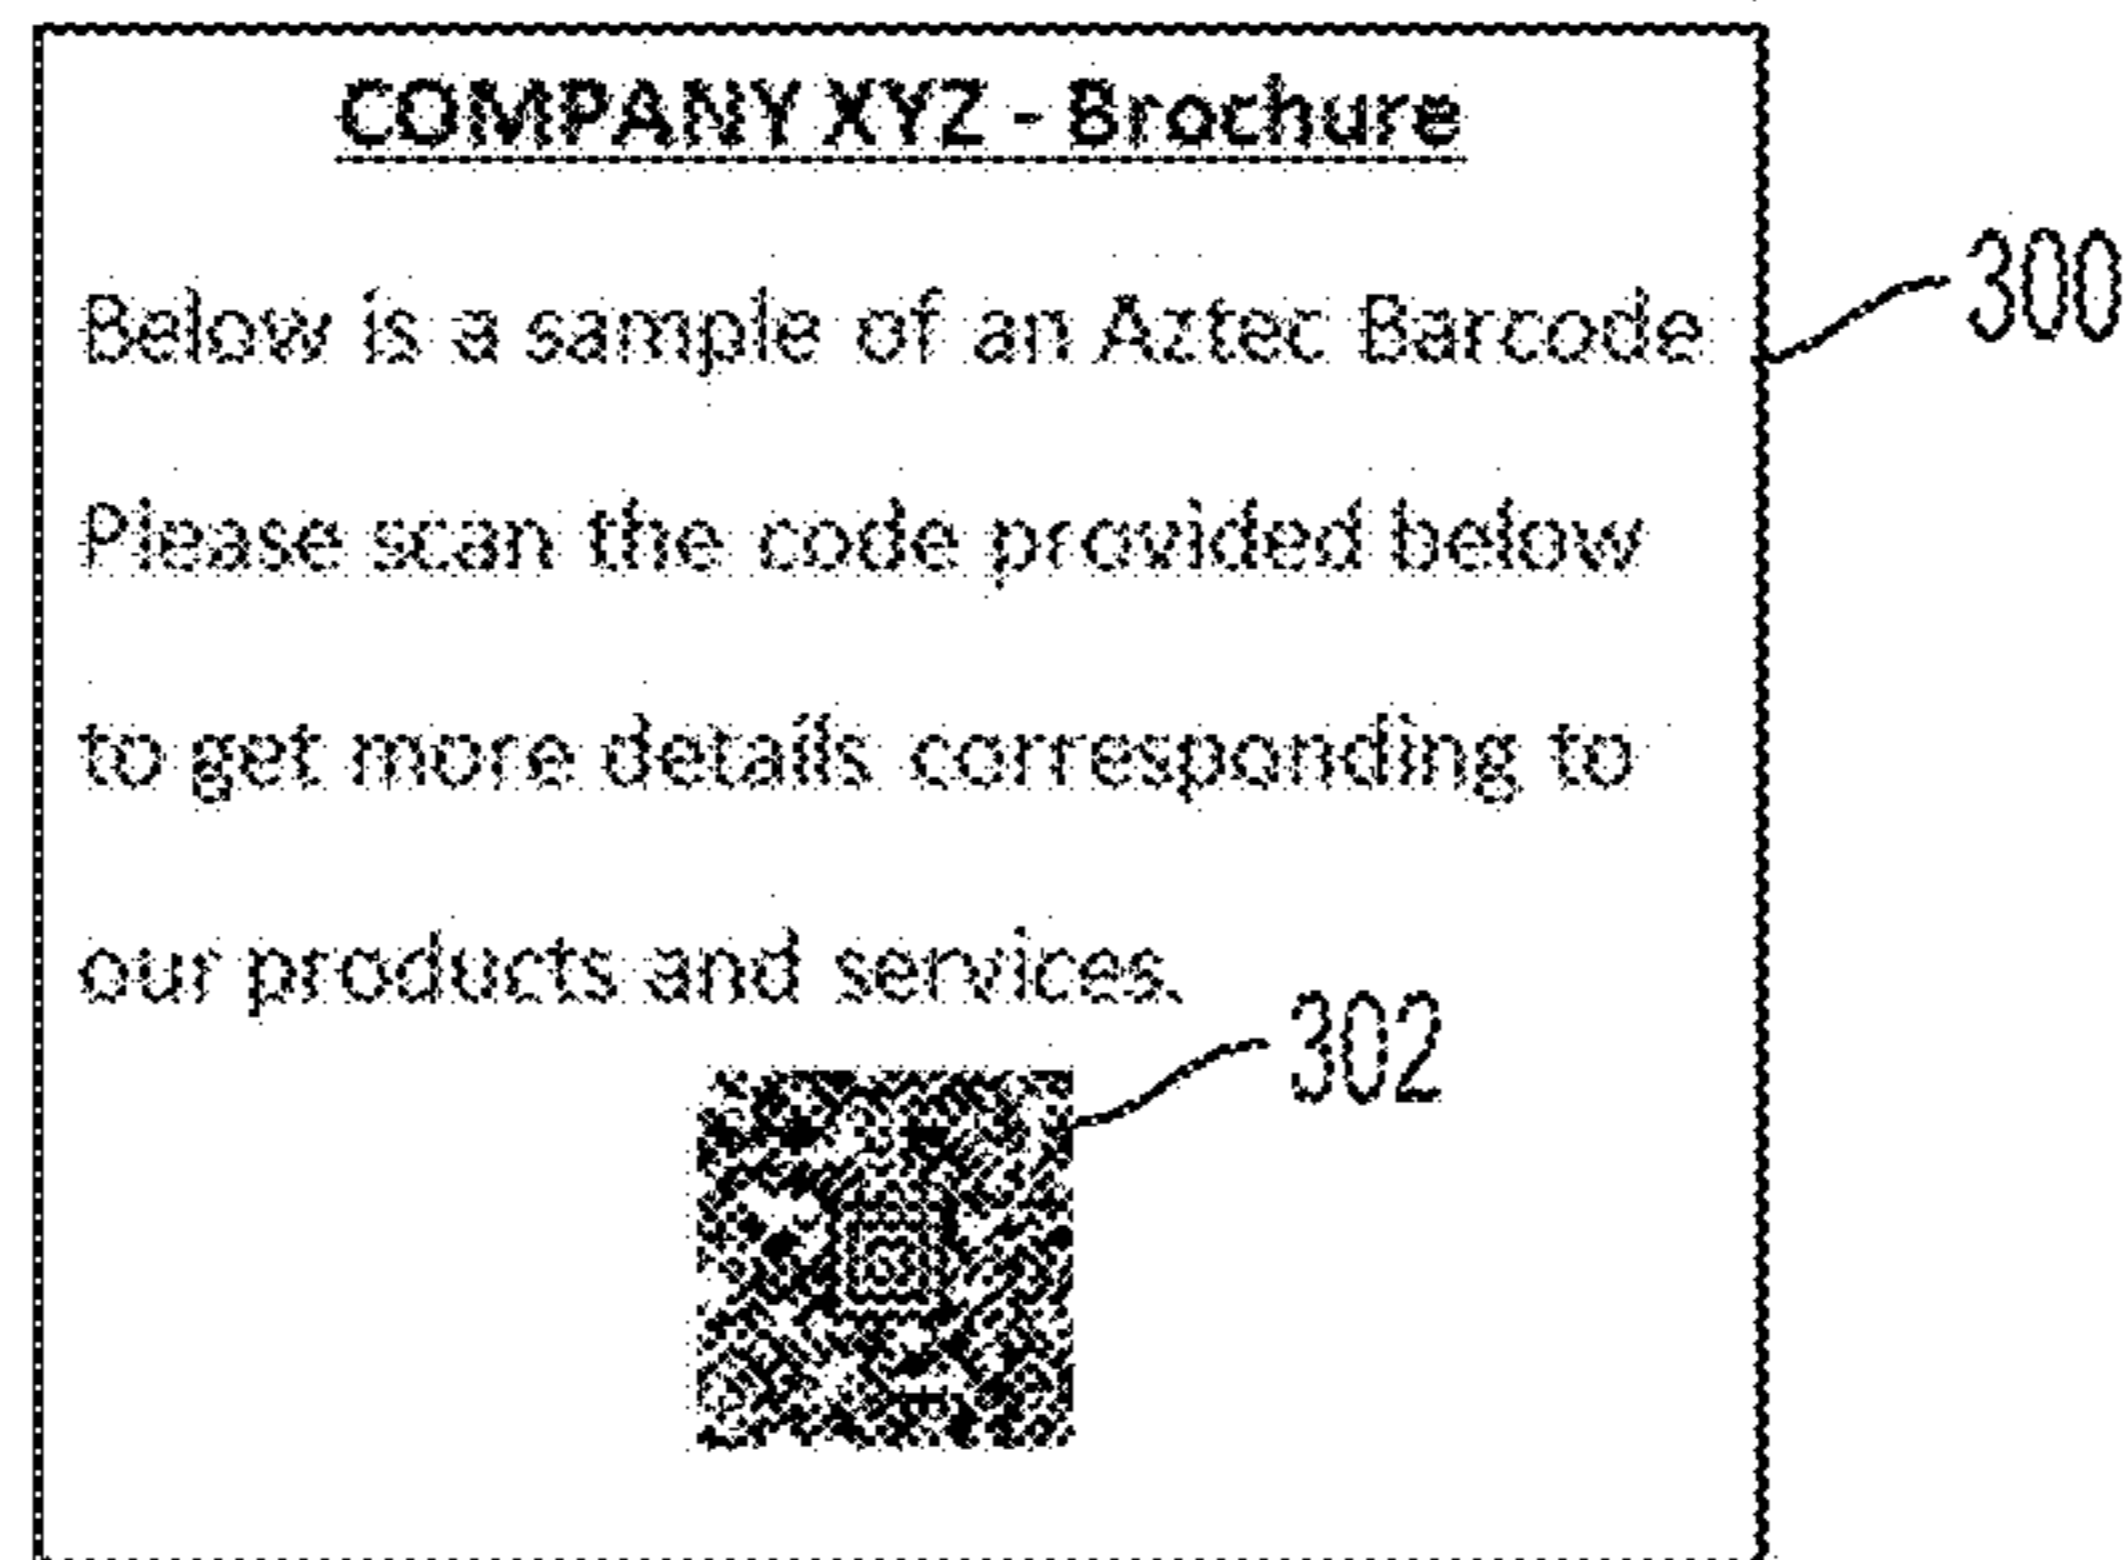 COMPANY XYZ - Brochure
Below is a sample of an Aztec Barcode
300
Please scan the code provided below
to get more details corresponding to
our products and services.
302